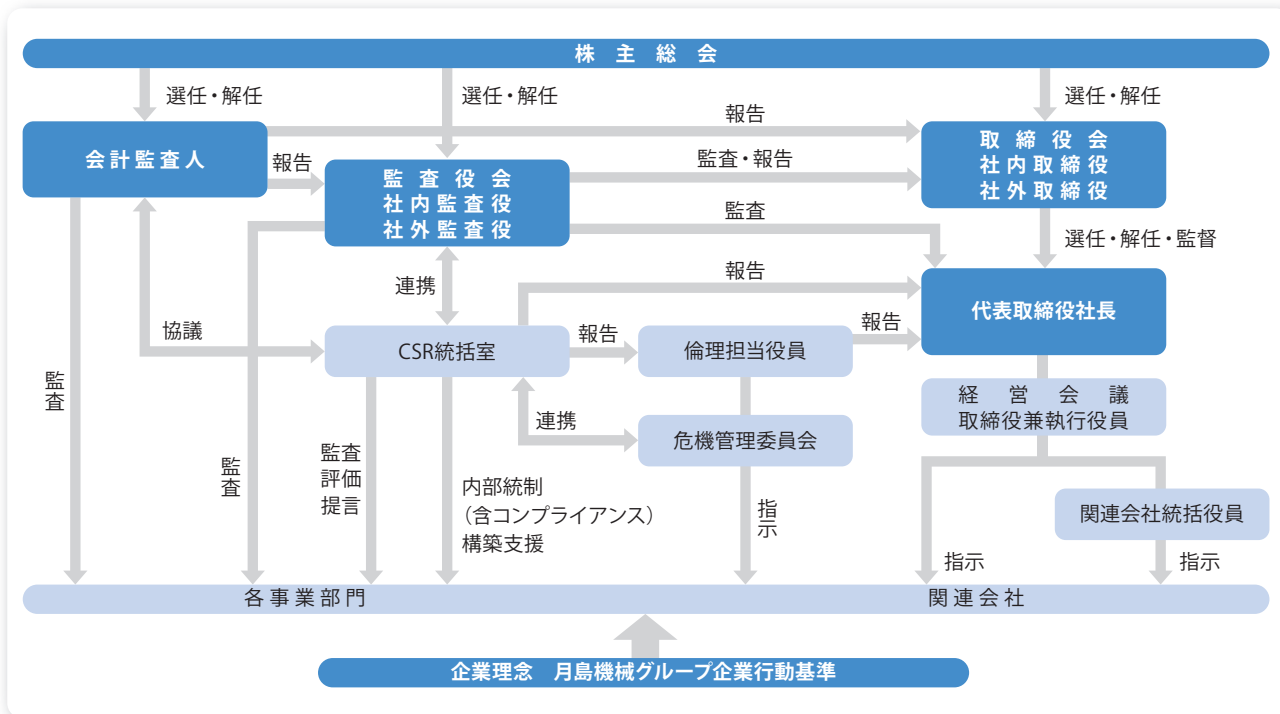 株主総会
選任・解任
選任・解任
選任・解任
会計監査人
報告
報告
監査役会
社内監査役
社外監査役
監査・報告
監査
取締役会
社内取締役
社外取締役
選任・解任・監督
連携
報告
代表取締役社長
協議
CSR統括室
報告
倫理担当役員
報告
経営会議
取締役兼執行役員
連携
危機管理委員会
監査
監査
監査
評価
提言
内部統制
（含コンプライアンス）
構築支援
指示
関連会社統括役員
指示
指示
各事業部門
関連会社
企業理念　月島機械グループ企業行動基準